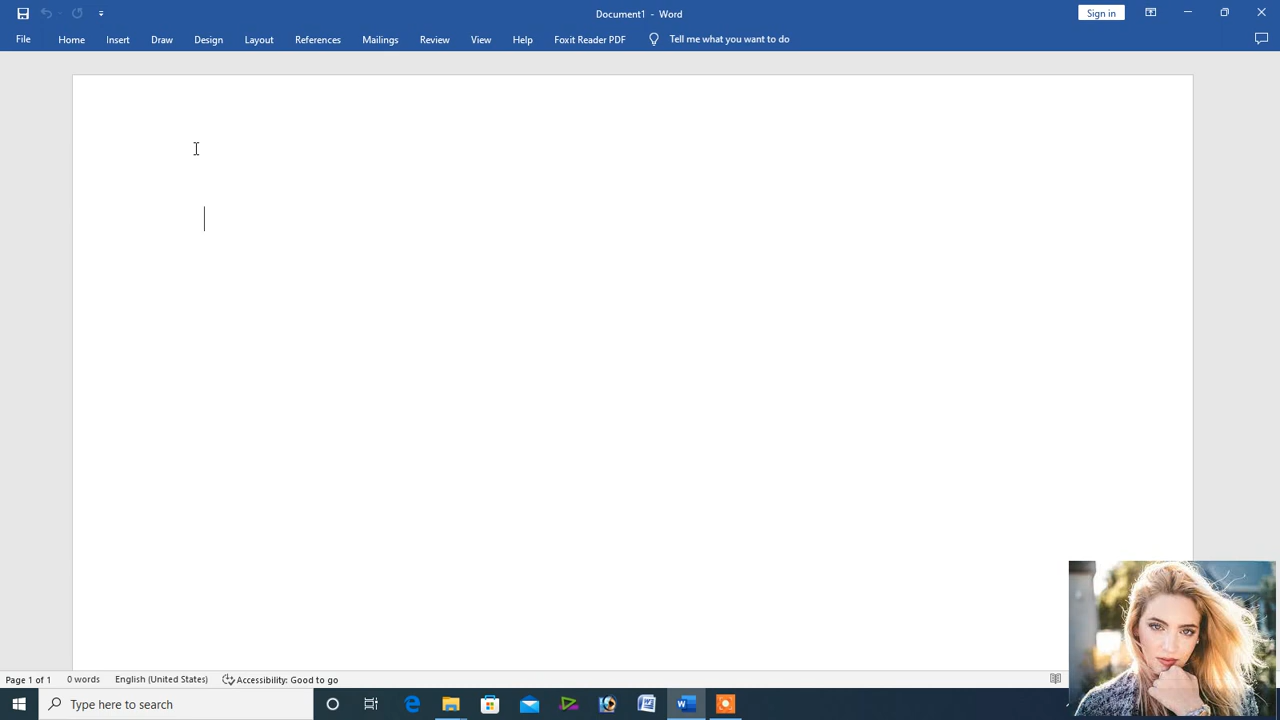 Document1 - Word
Sign in
File Home Insert Draw Design Layout References Mailings Review View Help Foxit Reader PDF Tell me what you want to do
Page 1 of 1 0 words English (United States) Accessibility: Good to go
Type here to search